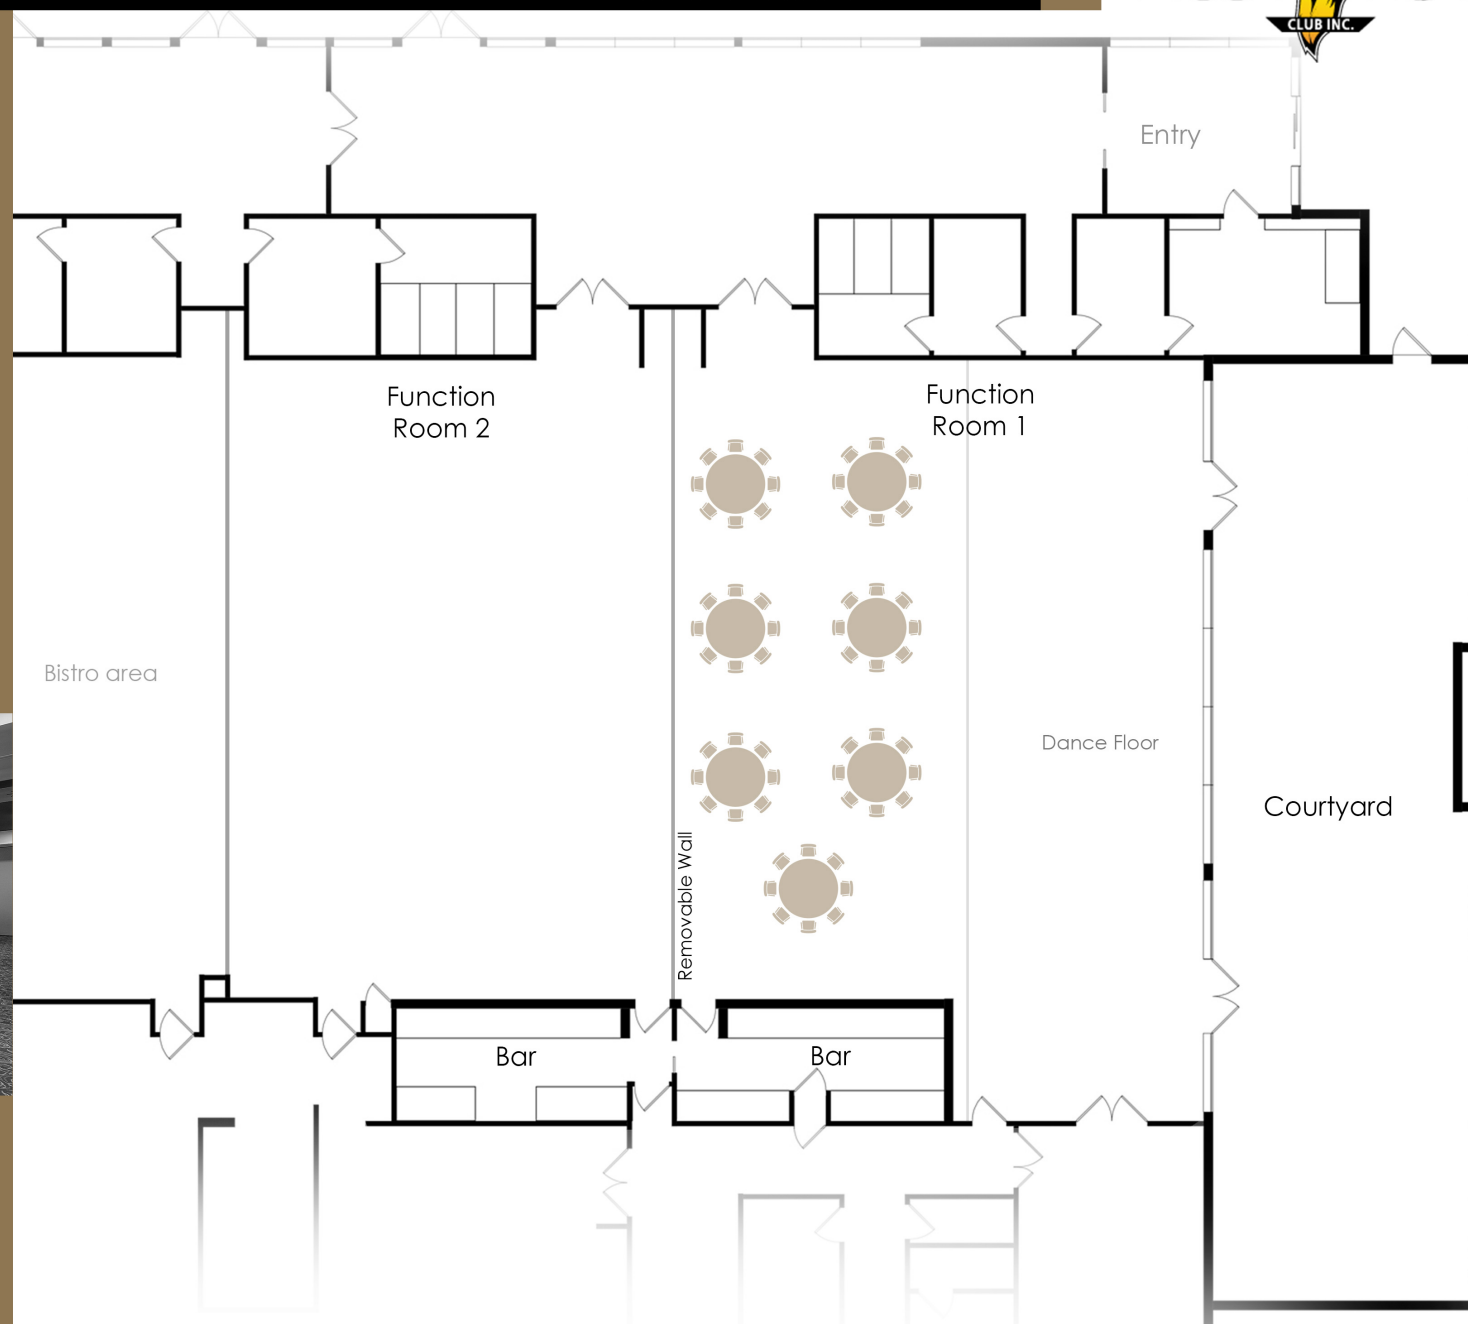 CLUB INC.
Entry
Function
Room 2
Function
Room 1
Bistro area
Dance Floor
Courtyard
Removable Wall
Bar
Bar